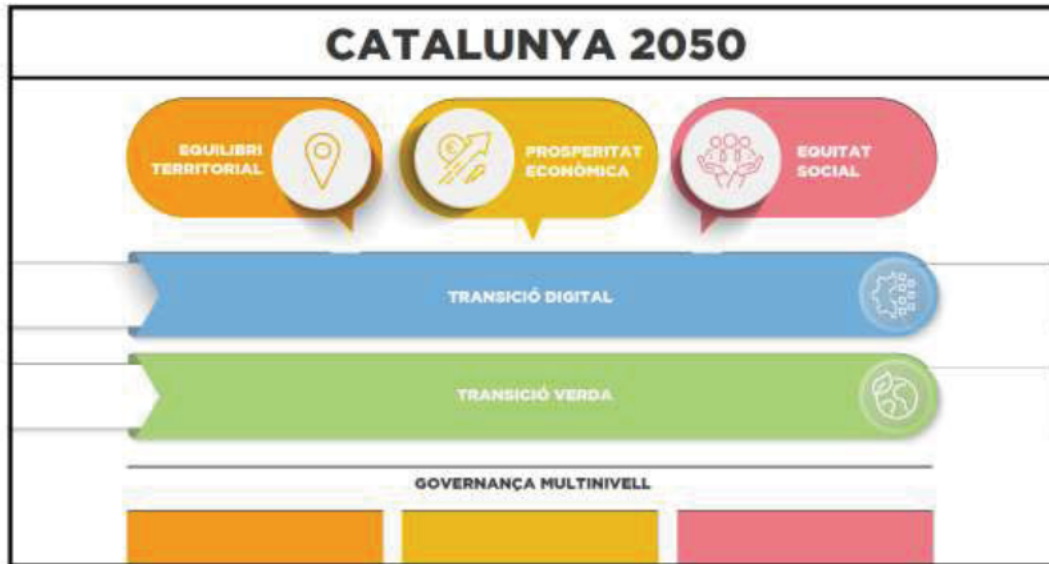 CATALUNYA 2050
EQUILIBRI
TERRITORIAL
PROSPERITAT
ECONÒMICA
EQUITAT
SOCIAL
TRANSICIÓ DIGITAL
TRANSICIÓ VERDA
GOVERNANÇA MULTINIVELL